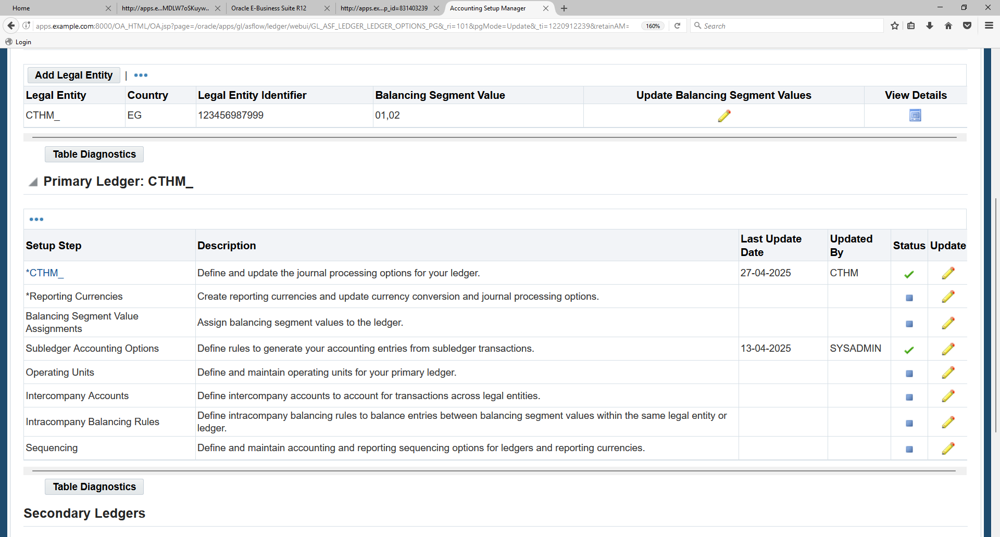 Home
http://apps.e...MDLW7oSKuyw..
Oracle E-Business Suite R12
http://apps.ex...p_id=831403239
Accounting Setup Manager
apps.example.com:8000/OA_HTML/OA.jsp?page=/oracle/apps/gl/asflow/ledger/webui/GL_ASF_LEDGER_LEDGER_OPTIONS_PG&_ri=101&pgMode=Update&_ti=1220912239&retainAM=
160%
Search
Login
Add Legal Entity |
Legal Entity Country Legal Entity Identifier Balancing Segment Value Update Balancing Segment Values View Details
CTHM_ EG 123456987999 01,02
Table Diagnostics
Primary Ledger: CTHM_
Setup Step Description Last Update Date Updated By Status Update
*CTHM_ Define and update the journal processing options for your ledger. 27-04-2025 CTHM
*Reporting Currencies Create reporting currencies and update currency conversion and journal processing options.
Balancing Segment Value Assignments Assign balancing segment values to the ledger.
Subledger Accounting Options Define rules to generate your accounting entries from subledger transactions. 13-04-2025 SYSADMIN
Operating Units Define and maintain operating units for your primary ledger.
Intercompany Accounts Define intercompany accounts to account for transactions across legal entities.
Intracompany Balancing Rules Define intracompany balancing rules to balance entries between balancing segment values within the same legal entity or ledger.
Sequencing Define and maintain accounting and reporting sequencing options for ledgers and reporting currencies.
Table Diagnostics
Secondary Ledgers